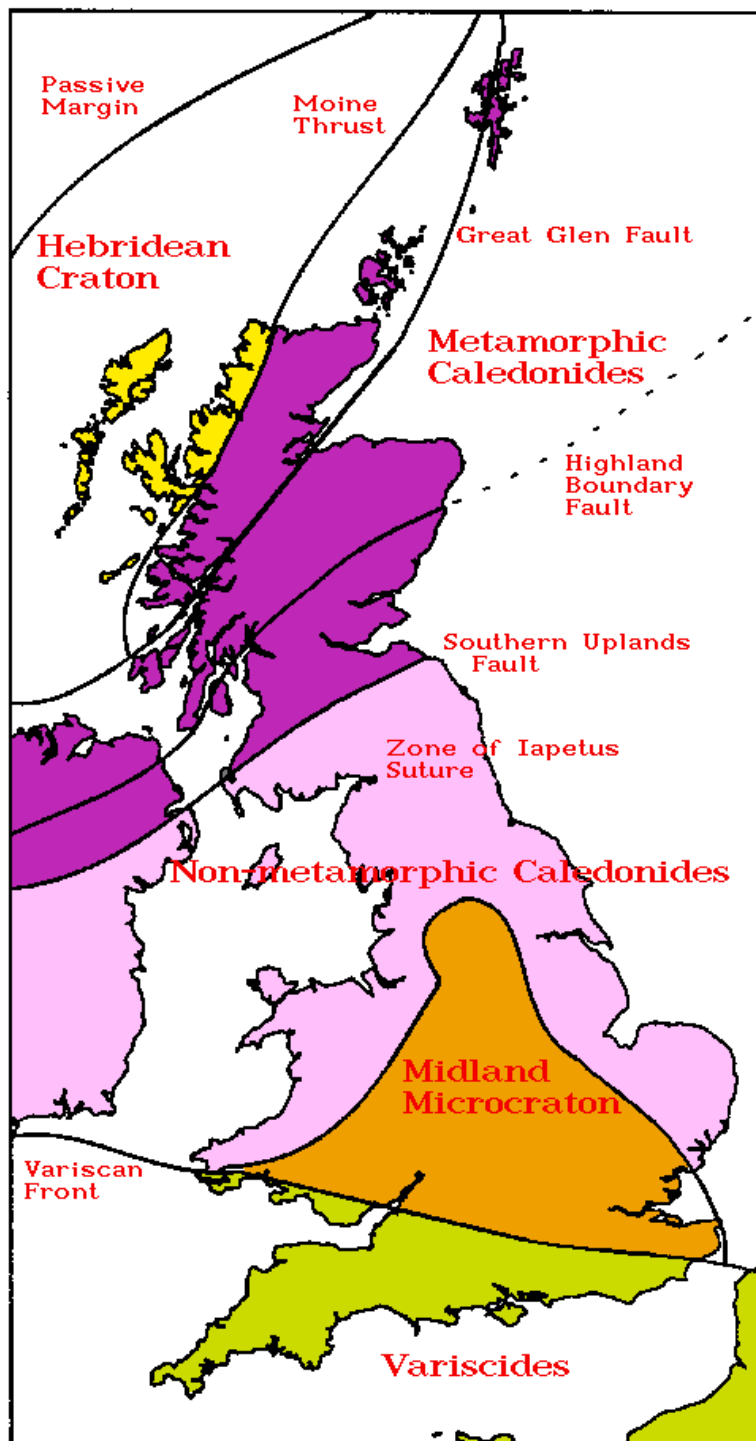 Passive
Margin
Moine
Thrust
Hebridean
Craton
Great Glen Fault
Metamorphic
Caledonides
Highland
Boundary
Fault
Southern Uplands
Fault
Zone of Iapetus
Suture
Non-metamorphic Caledonides
Midland
Microcraton
Variscan
Front
Variscides